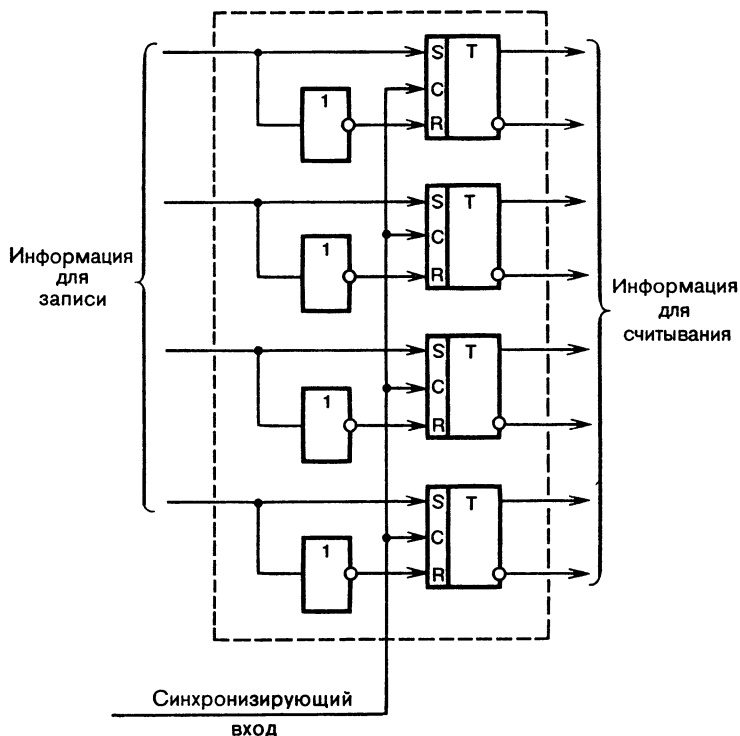 S T
C
1
R
S T
C
1
R
Информация
для
записи
Информация
для
считывания
S T
C
1
R
S T
C
1
R
Синхронизирующий
вход